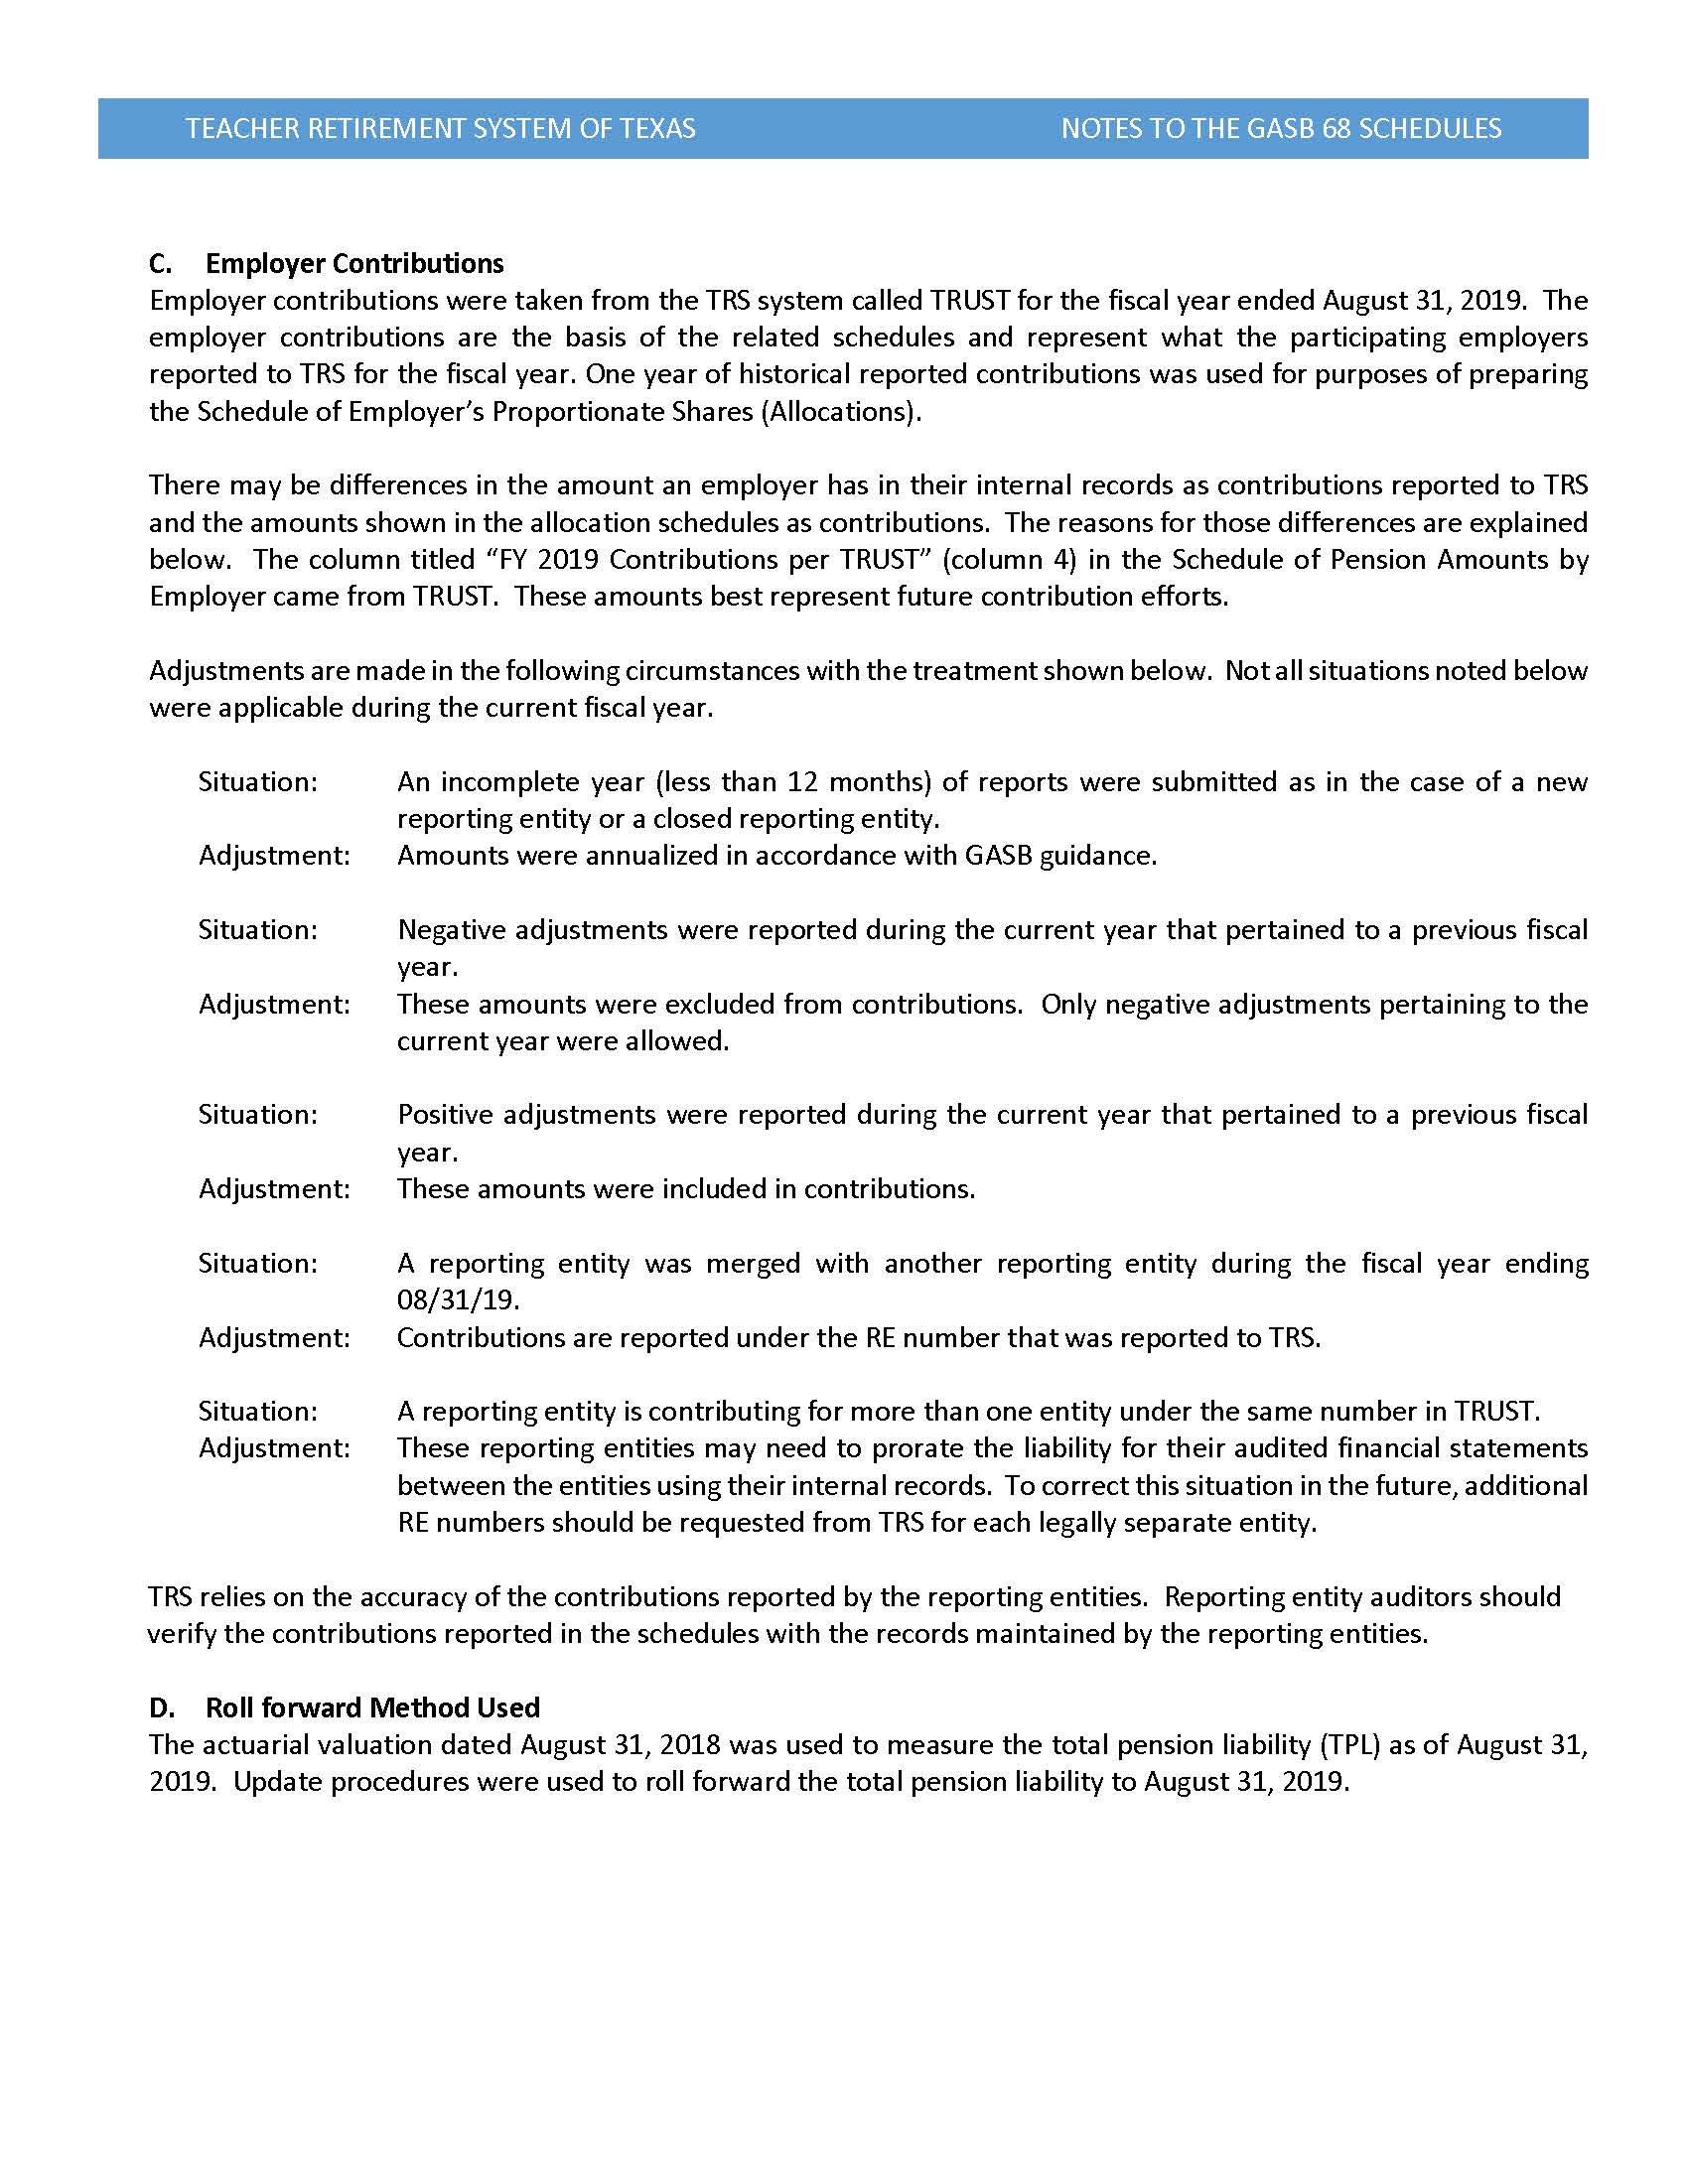 TEACHER RETIREMENT SYSTEM OF TEXAS NOTES TO THE GASB 68 SCHEDULES
C. Employer Contributions
Employer contributions were taken from the TRS system called TRUST for the fiscal year ended August 31, 2019. The
employer contributions are the basis of the related schedules and represent what the participating employers
reported to TRS for the fiscal year. One year of historical reported contributions was used for purposes of preparing
the Schedule of Employer’s Proportionate Shares (Allocations).
There may be differences in the amount an employer has in their internal records as contributions reported to TRS
and the amounts shown in the allocation schedules as contributions. The reasons for those differences are explained
below. The column titled “FY 2019 Contributions per TRUST” (column 4) in the Schedule of Pension Amounts by
Employer came from TRUST. These amounts best represent future contribution efforts.
Adjustments are made in the following circumstances with the treatment shown below. Not all situations noted below
were applicable during the current fiscal year.
Situation: An incomplete year (less than 12 months) of reports were submitted as in the case of a new
reporting entity or a closed reporting entity.
Adjustment: Amounts were annualized in accordance with GASB guidance.
Situation: Negative adjustments were reported during the current year that pertained to a previous fiscal
year.
Adjustment: These amounts were excluded from contributions. Only negative adjustments pertaining to the
current year were allowed.
Situation: Positive adjustments were reported during the current year that pertained to a previous fiscal
year.
Adjustment: These amounts were included in contributions.
Situation: A reporting entity was merged with another reporting entity during the fiscal year ending
08/31/19.
Adjustment: Contributions are reported under the RE number that was reported to TRS.
Situation: A reporting entity is contributing for more than one entity under the same number in TRUST.
Adjustment: These reporting entities may need to prorate the liability for their audited financial statements
between the entities using their internal records. To correct this situation in the future, additional
RE numbers should be requested from TRS for each legally separate entity.
TRS relies on the accuracy of the contributions reported by the reporting entities. Reporting entity auditors should
verify the contributions reported in the schedules with the records maintained by the reporting entities.
D. Roll forward Method Used
The actuarial valuation dated August 31, 2018 was used to measure the total pension liability (TPL) as of August 31,
2019. Update procedures were used to roll forward the total pension liability to August 31, 2019.